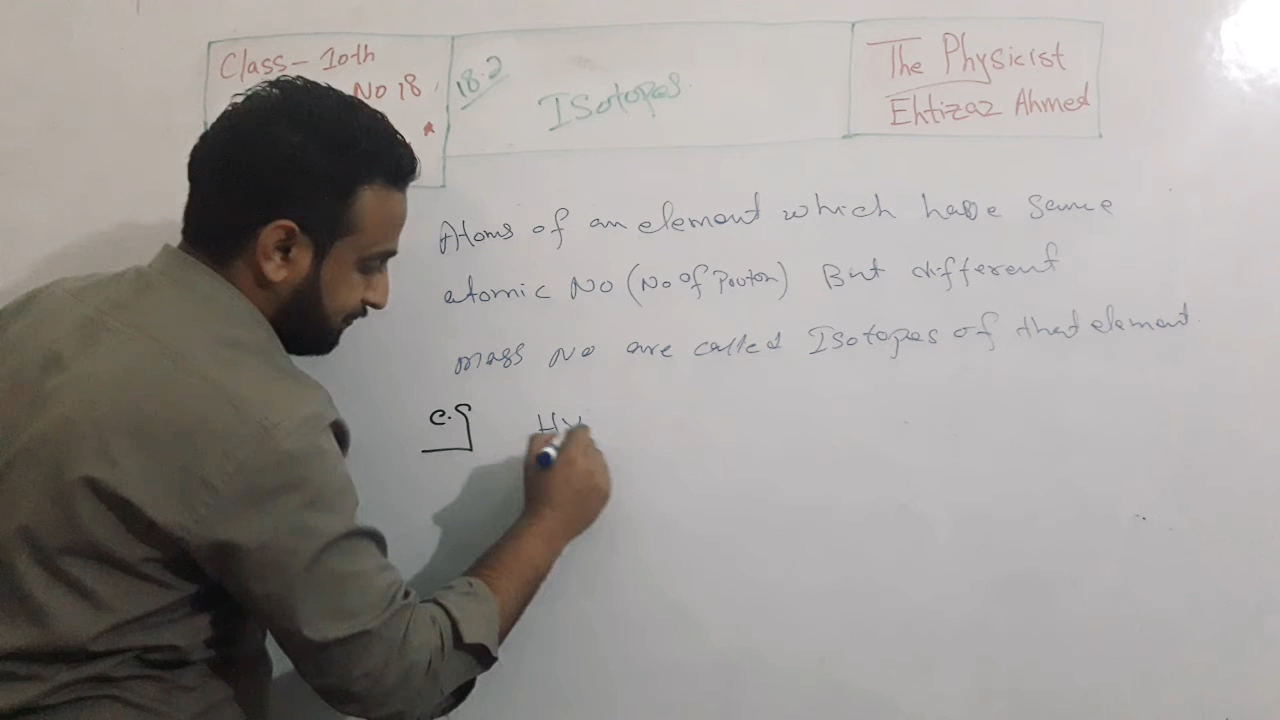 Class- 10th
No 18
18.2
Isotopes
The Physicist
Ehtizaz Ahmed
Atoms of an element which have same
atomic No (No of Proton) But different
mass No are called Isotopes of that element.
e.g Hy